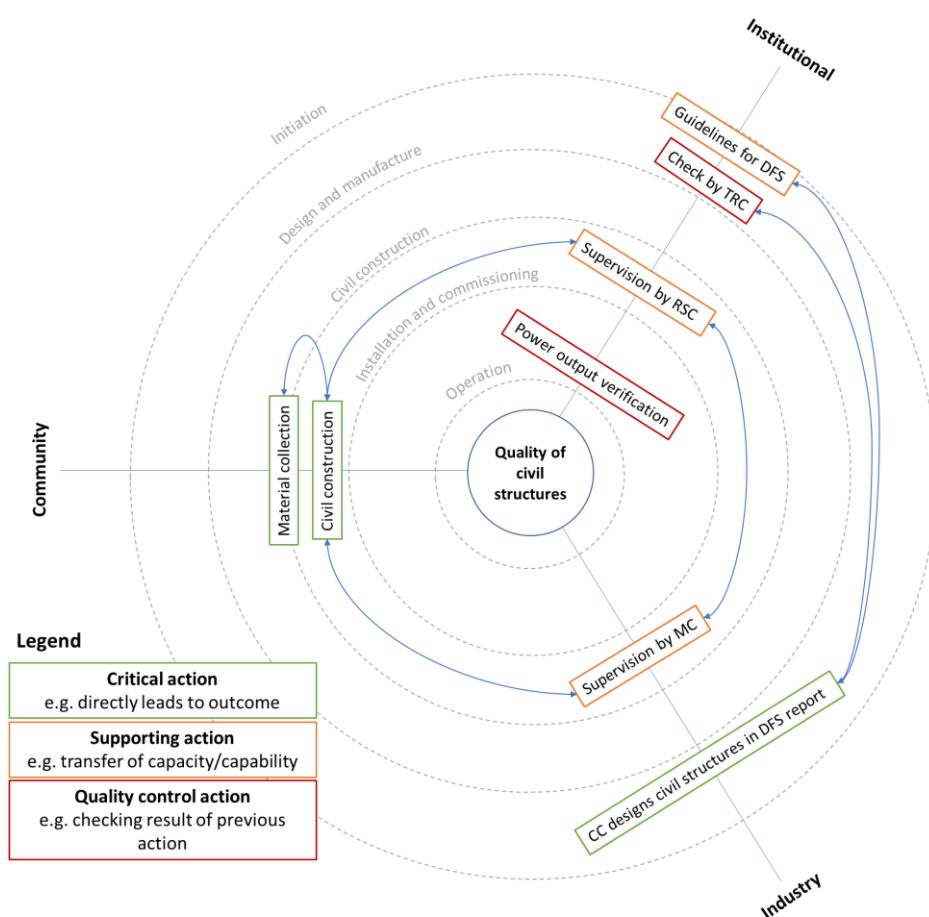 Institutional
Initiation
Guidelines for DFS
Design and manufacture
Check by TRC
Civil construction
Supervision by RSC
Installation and commissioning
Power output verification
Operation
Community
Material collection
Civil construction
Quality of
civil
structures
Supervision by MC
CC designs civil structures in DFS report
Industry
Legend
Critical action
e.g. directly leads to outcome
Supporting action
e.g. transfer of capacity/capability
Quality control action
e.g. checking result of previous
action